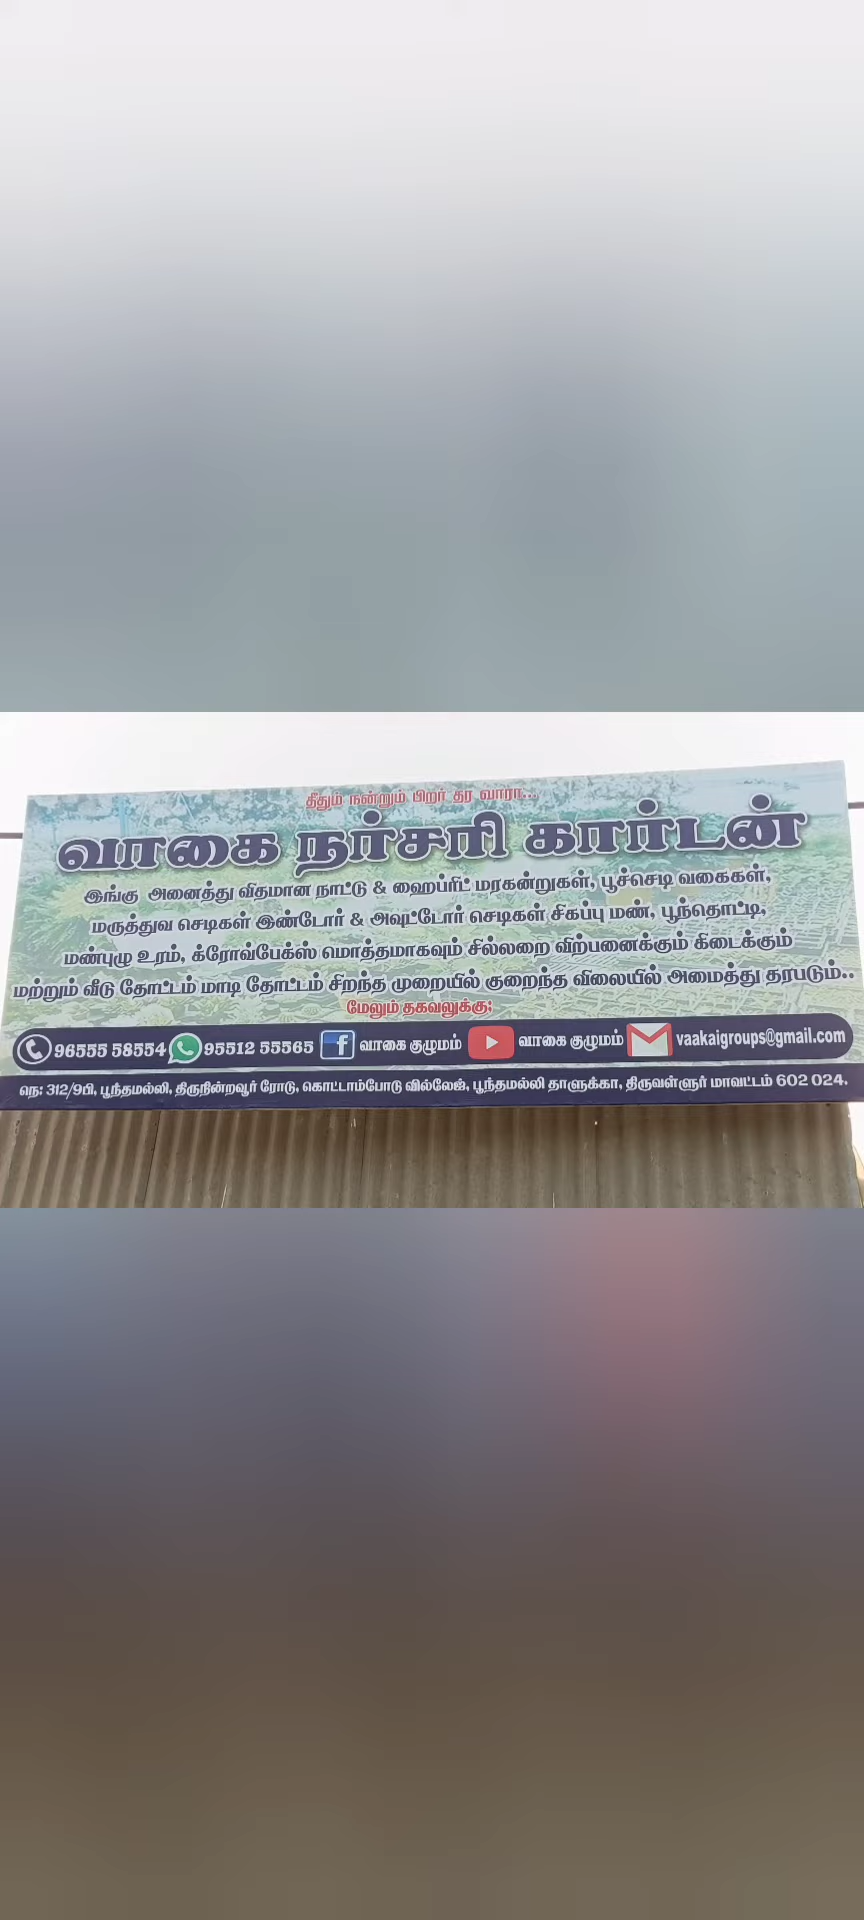 தீதும் நன்றும் பிறர் தர வாரா...
வாகை நர்சரி கார்டன்
இங்கு அனைத்து விதமான நாட்டு & ஹைப்ரிட் மரகன்றுகள், பூச்செடி வகைகள்,
மருத்துவ செடிகள் இண்டோர் & அவுட்டோர் செடிகள் சிகப்பு மண், பூந்தொட்டி,
மண்புழு உரம், க்ரோவ்பேக்ஸ் மொத்தமாகவும் சில்லறை விற்பனைக்கும் கிடைக்கும்
மற்றும் வீடு தோட்டம் மாடி தோட்டம் சிறந்த முறையில் குறைந்த விலையில் அமைத்து தரபடும்..
மேலும் தகவலுக்கு;
96555 58554 95512 55565 f வாகை குழுமம் வாகை குழுமம் vaakaigroups@gmail.com
நெ: 312/9பி, பூந்தமல்லி, திருநின்றவூர் ரோடு, கொட்டாம்போடு வில்லேஜ், பூந்தமல்லி தாளுக்கா, திருவள்ளுர் மாவட்டம் 602 024.